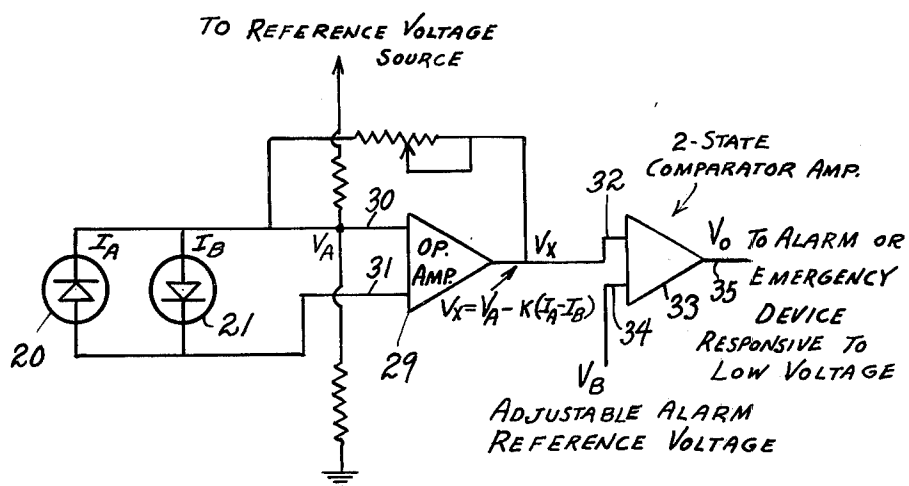 TO REFERENCE VOLTAGE
SOURCE
2-STATE
COMPARATOR AMP.
30
32
I_A
I_B
V_A
OP.
AMP.
V_X
V_O TO ALARM OR
EMERGENCY
DEVICE
RESPONSIVE TO
LOW VOLTAGE
31
V_X=V_A-K(I_A-I_B)
33
34
35
20
21
29
V_B
ADJUSTABLE ALARM
REFERENCE VOLTAGE